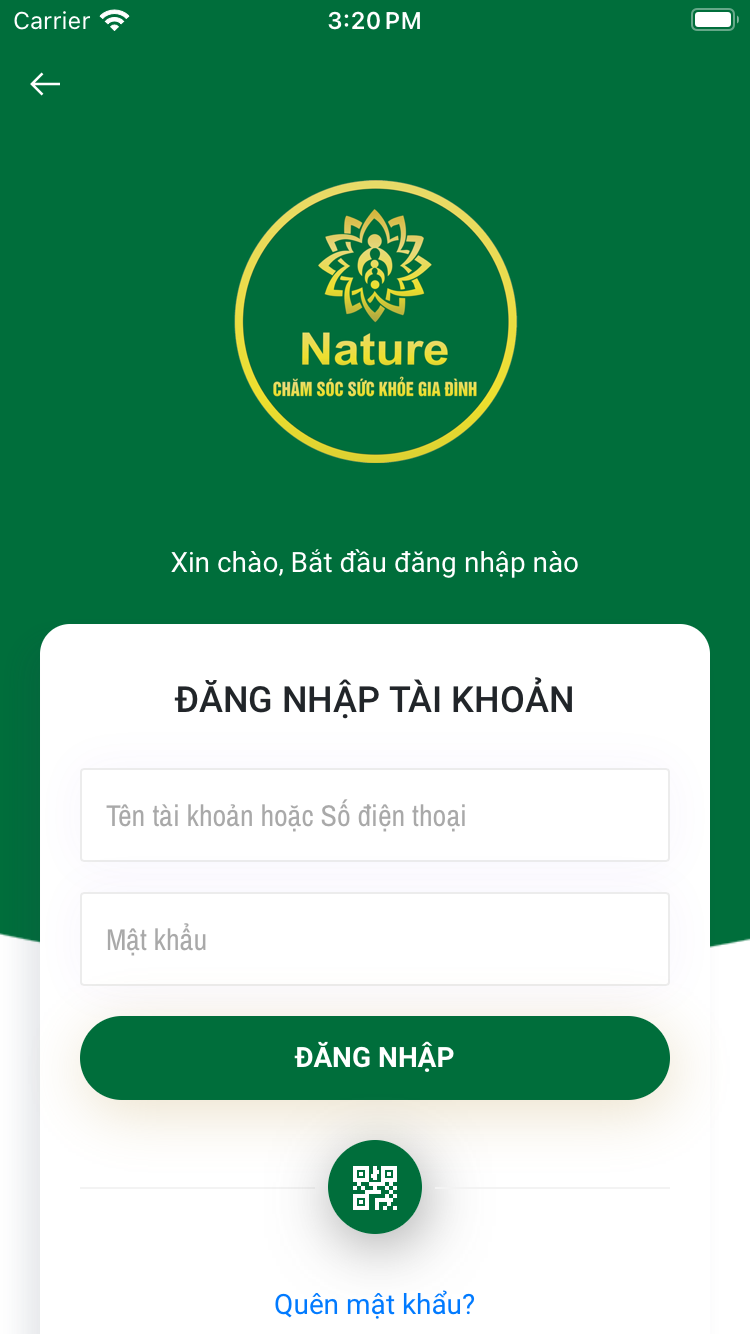 Carrier 3:20 PM
Nature
CHĂM SÓC SỨC KHỎE GIA ĐÌNH
Xin chào, Bắt đầu đăng nhập nào
ĐĂNG NHẬP TÀI KHOẢN
Tên tài khoản hoặc Số điện thoại
Mật khẩu
ĐĂNG NHẬP
Quên mật khẩu?